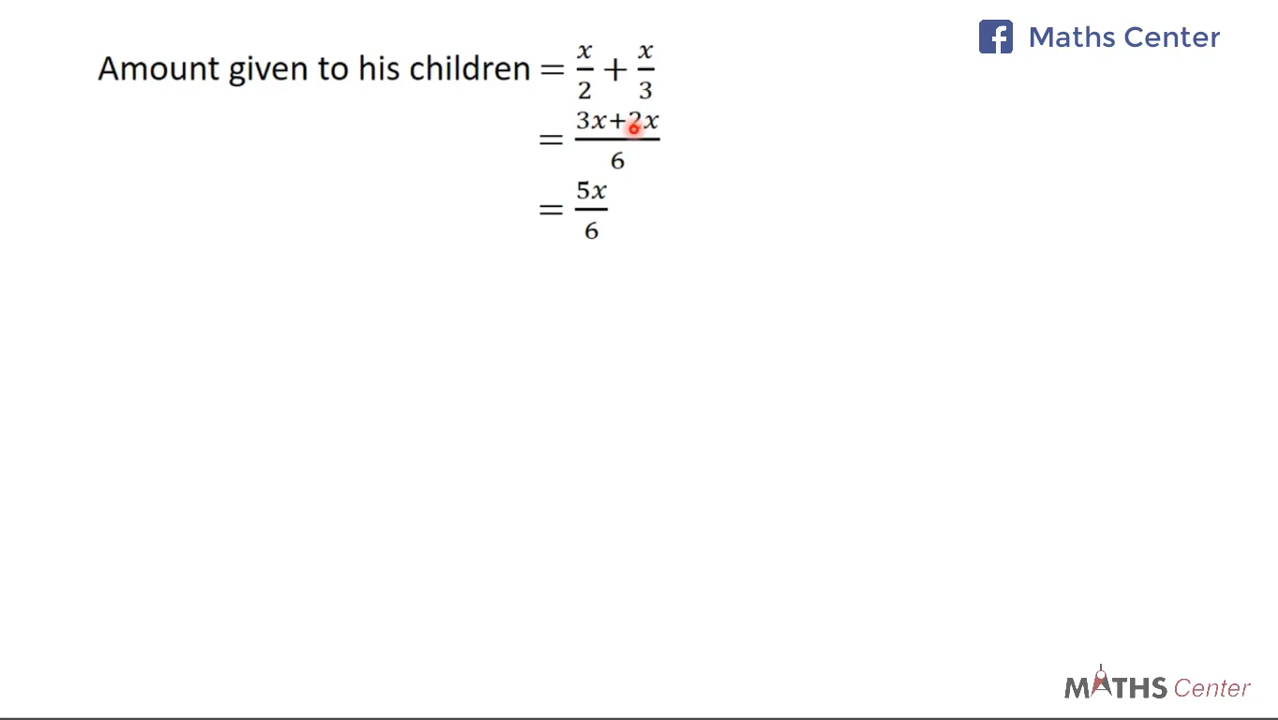 Maths Center
Amount given to his children = x/2 + x/3
= 3x+2x/6
= 5x/6
MATHS Center